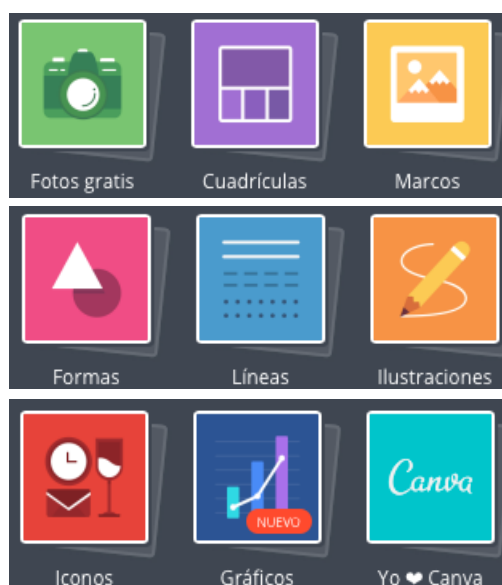 Fotos gratis
Cuadrículas
Marcos
Formas
Líneas
Ilustraciones
NUEVO
Canva
Iconos
Gráficos
Yo ❤ Canva